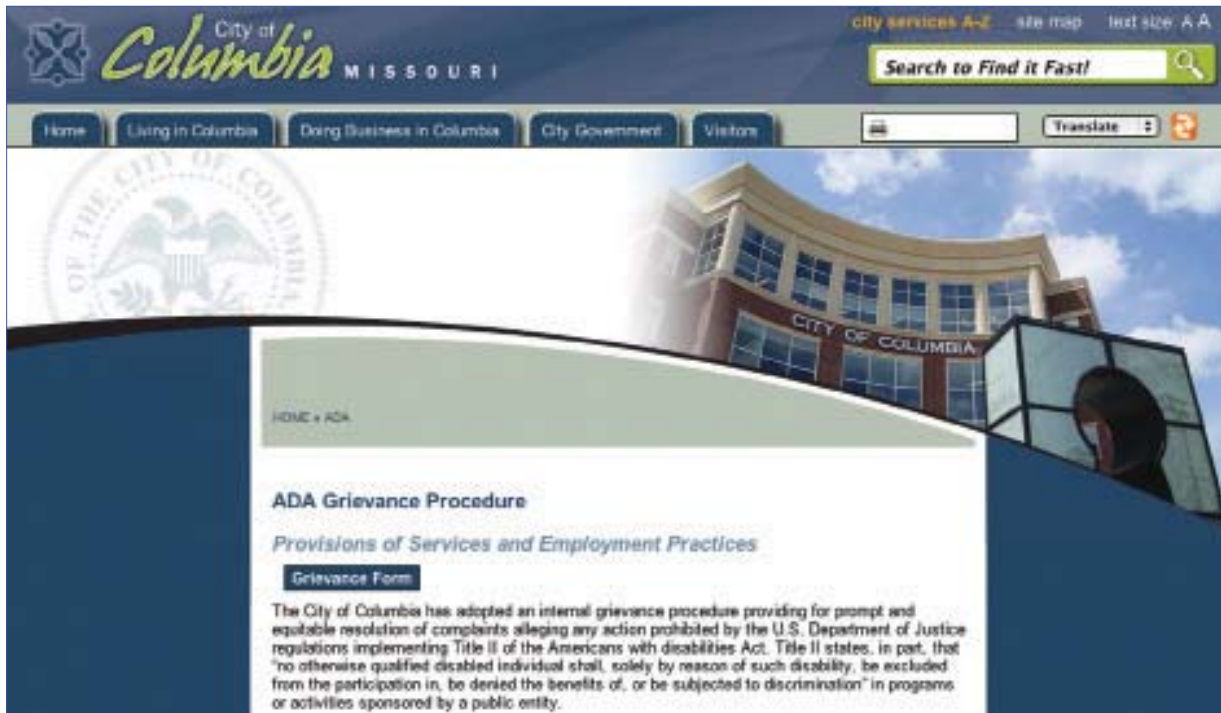 City of
Columbia
MISSOURI
city services A-Z site map text size: A A
Search to Find it Fast!
Home Living in Columbia Doing Business in Columbia City Government Visitors Translate
OF THE CITY OF COLUMBIA
CITY OF COLUMBIA
HOME » ADA
ADA Grievance Procedure
Provisions of Services and Employment Practices
Grievance Form
The City of Columbia has adopted an internal grievance procedure providing for prompt and
equitable resolution of complaints alleging any action prohibited by the U.S. Department of Justice
regulations implementing Title II of the Americans with disabilities Act. Title II states, in part, that
"no otherwise qualified disabled individual shall, solely by reason of such disability, be excluded
from the participation in, be denied the benefits of, or be subjected to discrimination" in programs
or activities sponsored by a public entity.